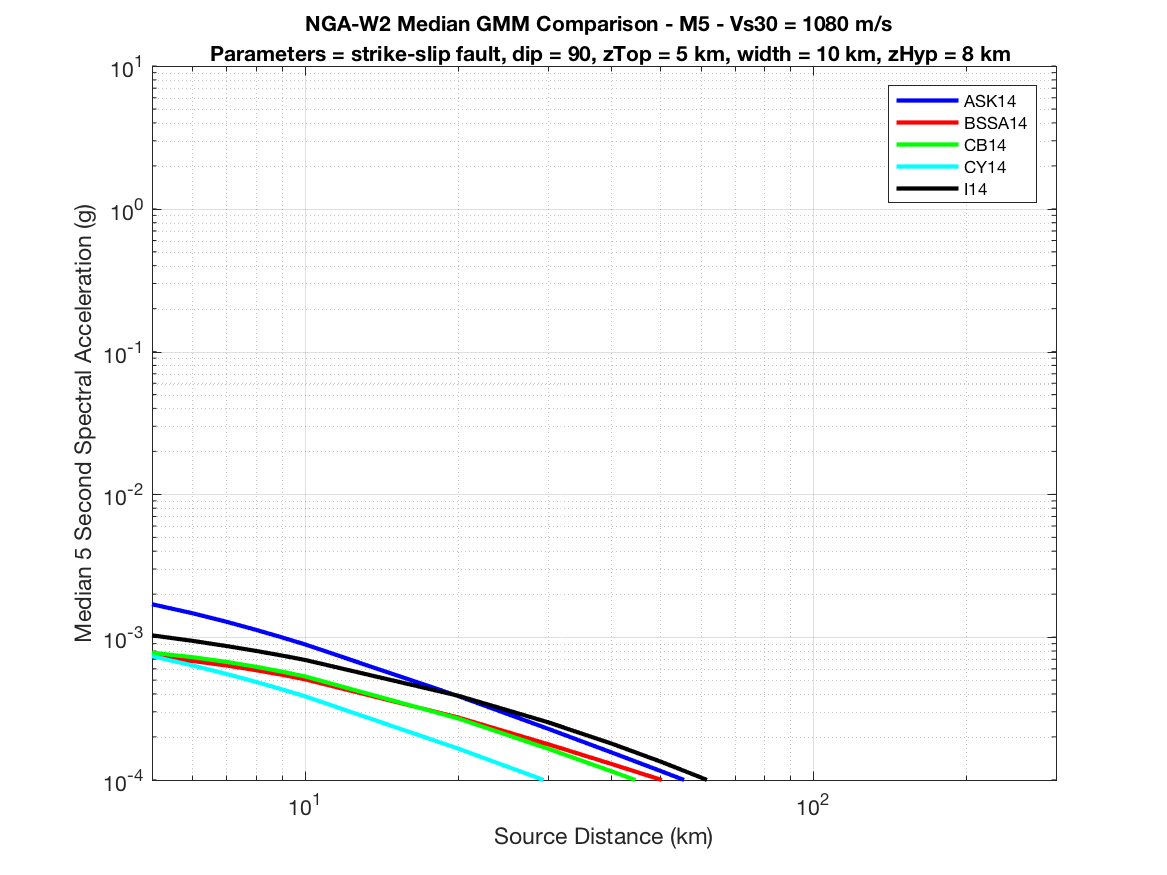 NGA-W2 Median GMM Comparison - M5 - Vs30 = 1080 m/s
Parameters = strike-slip fault, dip = 90, zTop = 5 km, width = 10 km, zHyp = 8 km
10^1
10^0
10^-1
10^-2
10^-3
10^-4
Median 5 Second Spectral Acceleration (g)
ASK14
BSSA14
CB14
CY14
I14
10^1
10^2
Source Distance (km)